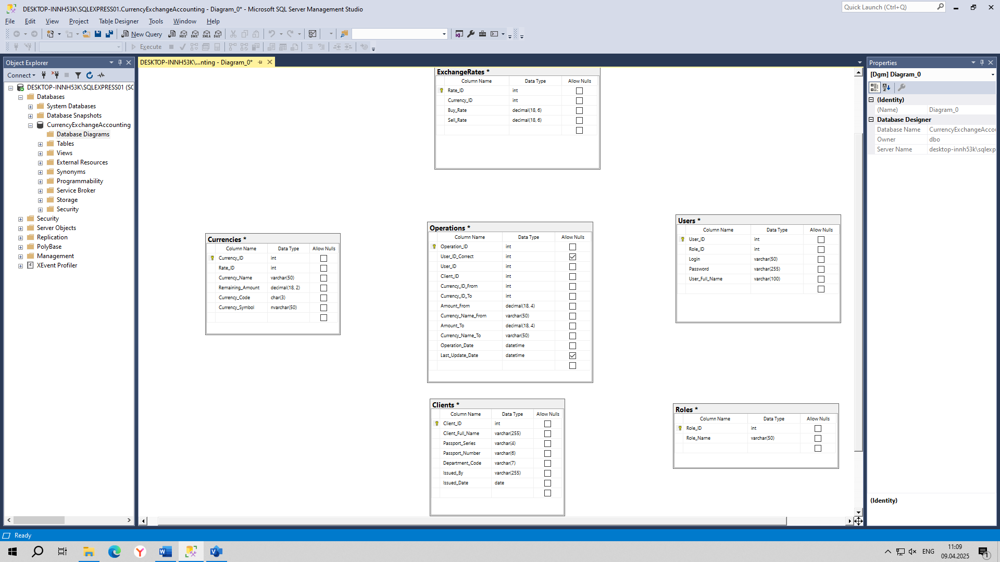 DESKTOP-INNH53K\SQLEXPRESS01.CurrencyExchangeAccounting - Diagram_0* - Microsoft SQL Server Management Studio
Quick Launch (Ctrl+Q)
File Edit View Project Table Designer Tools Window Help
New Query
MDX DMX XMLA DAX
Execute
Object Explorer
Connect
DESKTOP-INNH53K\SQLEXPRESS01 (SC
Databases
System Databases
Database Snapshots
CurrencyExchangeAccounting
Database Diagrams
Tables
Views
External Resources
Synonyms
Programmability
Service Broker
Storage
Security
Security
Server Objects
Replication
PolyBase
Management
XEvent Profiler
DESKTOP-INNH53K\...nting - Diagram_0*
ExchangeRates *
Column Name Data Type Allow Nulls
Rate_ID int
Currency_ID int
Buy_Rate decimal(18, 6)
Sell_Rate decimal(18, 6)
Currencies *
Column Name Data Type Allow Nulls
Currency_ID int
Rate_ID int
Currency_Name varchar(50)
Remaining_Amount decimal(18, 2)
Currency_Code char(3)
Currency_Symbol nvarchar(50)
Operations *
Column Name Data Type Allow Nulls
Operation_ID int
User_ID_Correct int
User_ID int
Client_ID int
Currency_ID_From int
Currency_ID_To int
Amount_From decimal(18, 4)
Currency_Name_From varchar(50)
Amount_To decimal(18, 4)
Currency_Name_To varchar(50)
Operation_Date datetime
Last_Update_Date datetime
Users *
Column Name Data Type Allow Nulls
User_ID int
Role_ID int
Login varchar(50)
Password varchar(255)
User_Full_Name varchar(100)
Clients *
Column Name Data Type Allow Nulls
Client_ID int
Client_Full_Name varchar(255)
Passport_Series varchar(4)
Passport_Number varchar(6)
Department_Code varchar(7)
Issued_By varchar(255)
Issued_Date date
Roles *
Column Name Data Type Allow Nulls
Role_ID int
Role_Name varchar(50)
Properties
[Dgm] Diagram_0
(Identity)
(Name) Diagram_0
Database Designer
Database Name CurrencyExchangeAccou
Owner dbo
Server Name desktop-innh53k\sqlexp
(Identity)
Ready
ENG
11:09
09.04.2025
1